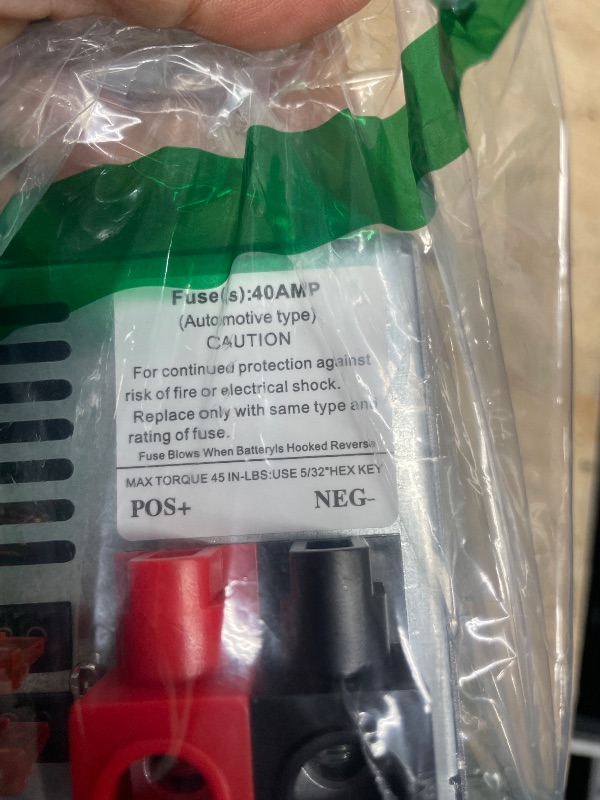 Fuse(s):40AMP
(Automotive type)
CAUTION
For continued protection against
risk of fire or electrical shock.
Replace only with same type and
rating of fuse.
Fuse Blows When BatteryIs Hooked Reverse
MAX TORQUE 45 IN-LBS:USE 5/32"HEX KEY
POS+ NEG-